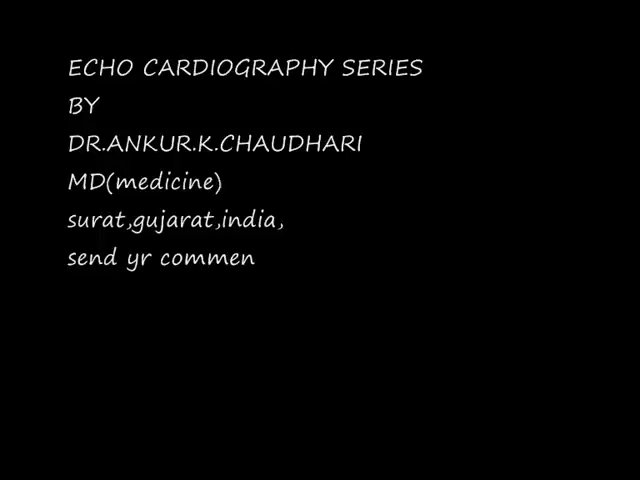 ECHO CARDIOGRAPHY SERIES
BY
DR.ANKUR.K.CHAUDHARI
MD(medicine)
surat,gujarat,india,
send yr commen